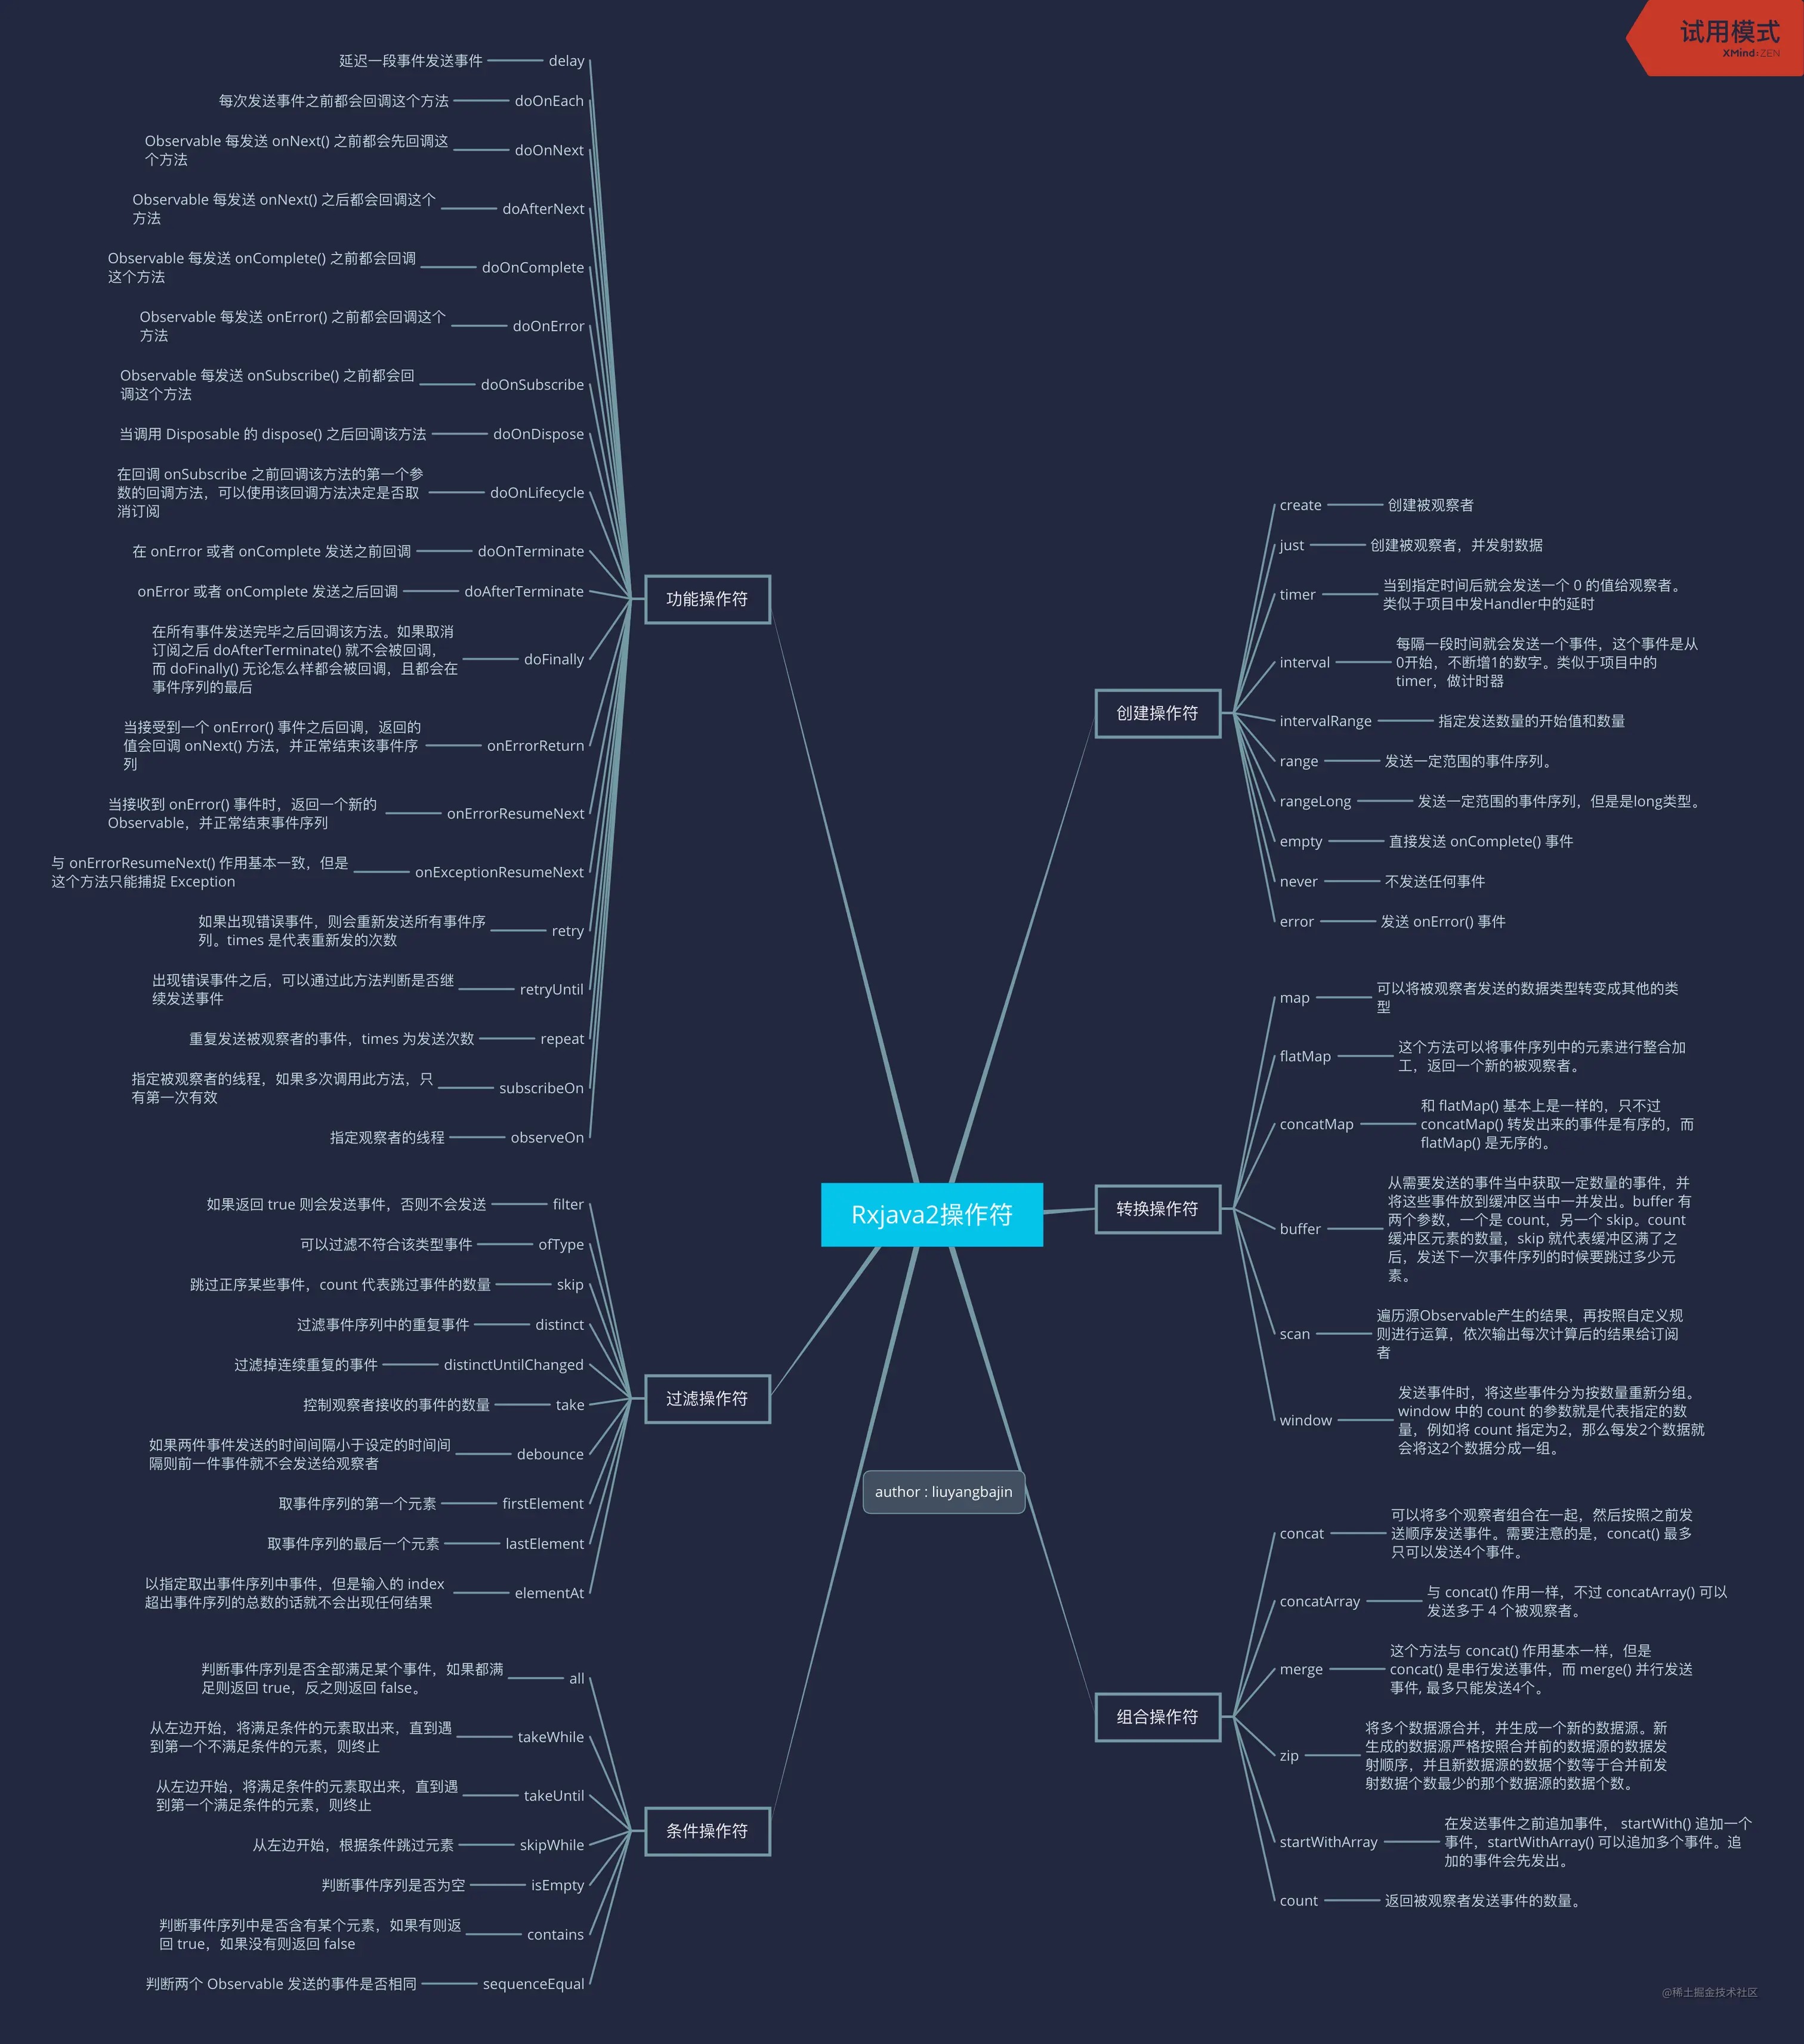 试用模式
XMind:ZEN
Rxjava2操作符
author : liuyangbajin
功能操作符
delay
延迟一段事件发送事件
doOnEach
每次发送事件之前都会回调这个方法
doOnNext
Observable 每发送 onNext() 之前都会先回调这
个方法
doAfterNext
Observable 每发送 onNext() 之后都会回调这个
方法
doOnComplete
Observable 每发送 onComplete() 之前都会回调
这个方法
doOnError
Observable 每发送 onError() 之前都会回调这个
方法
doOnSubscribe
Observable 每发送 onSubscribe() 之前都会回
调这个方法
doOnDispose
当调用 Disposable 的 dispose() 之后回调该方法
doOnLifecycle
在回调 onSubscribe 之前回调该方法的第一个参
数的回调方法，可以使用该回调方法决定是否取
消订阅
doOnTerminate
在 onError 或者 onComplete 发送之前回调
doAfterTerminate
onError 或者 onComplete 发送之后回调
doFinally
在所有事件发送完毕之后回调该方法。如果取消
订阅之后 doAfterTerminate() 就不会被回调，
而 doFinally() 无论怎么样都会被回调，且都会在
事件序列的最后
onErrorReturn
当接受到一个 onError() 事件之后回调，返回的
值会回调 onNext() 方法，并正常结束该事件序
列
onErrorResumeNext
当接收到 onError() 事件时，返回一个新的
Observable，并正常结束事件序列
onExceptionResumeNext
与 onErrorResumeNext() 作用基本一致，但是
这个方法只能捕捉 Exception
retry
如果出现错误事件，则会重新发送所有事件序
列。times 是代表重新发的次数
retryUntil
出现错误事件之后，可以通过此方法判断是否继
续发送事件
repeat
重复发送被观察者的事件，times 为发送次数
subscribeOn
指定被观察者的线程，如果多次调用此方法，只
有第一次有效
observeOn
指定观察者的线程
过滤操作符
filter
如果返回 true 则会发送事件，否则不会发送
ofType
可以过滤不符合该类型事件
skip
跳过正序某些事件，count 代表跳过事件的数量
distinct
过滤事件序列中的重复事件
distinctUntilChanged
过滤掉连续重复的事件
take
控制观察者接收的事件的数量
debounce
如果两件事件发送的时间间隔小于设定的时间间
隔则前一件事件就不会发送给观察者
firstElement
取事件序列的第一个元素
lastElement
取事件序列的最后一个元素
elementAt
以指定取出事件序列中事件，但是输入的 index
超出事件序列的总数的话就不会出现任何结果
条件操作符
all
判断事件序列是否全部满足某个事件，如果都满
足则返回 true，反之则返回 false。
takeWhile
从左边开始，将满足条件的元素取出来，直到遇
到第一个不满足条件的元素，则终止
takeUntil
从左边开始，将满足条件的元素取出来，直到遇
到第一个满足条件的元素，则终止
skipWhile
从左边开始，根据条件跳过元素
isEmpty
判断事件序列是否为空
contains
判断事件序列中是否含有某个元素，如果有则返
回 true，如果没有则返回 false
sequenceEqual
判断两个 Observable 发送的事件是否相同
创建操作符
create
创建被观察者
just
创建被观察者，并发射数据
timer
当到指定时间后就会发送一个 0 的值给观察者。
类似于项目中发Handler中的延时
interval
每隔一段时间就会发送一个事件，这个事件是从
0开始，不断增1的数字。类似于项目中的
timer，做计时器
intervalRange
指定发送数量的开始值和数量
range
发送一定范围的事件序列。
rangeLong
发送一定范围的事件序列，但是是long类型。
empty
直接发送 onComplete() 事件
never
不发送任何事件
error
发送 onError() 事件
转换操作符
map
可以将被观察者发送的数据类型转变成其他的类
型
flatMap
这个方法可以将事件序列中的元素进行整合加
工，返回一个新的被观察者。
concatMap
和 flatMap() 基本上是一样的，只不过
concatMap() 转发出来的事件是有序的，而
flatMap() 是无序的。
buffer
从需要发送的事件当中获取一定数量的事件，并
将这些事件放到缓冲区当中一并发出。buffer 有
两个参数，一个是 count，另一个 skip。count
缓冲区元素的数量，skip 就代表缓冲区满了之
后，发送下一次事件序列的时候要跳过多少元
素。
scan
遍历源Observable产生的结果，再按照自定义规
则进行运算，依次输出每次计算后的结果给订阅
者
window
发送事件时，将这些事件分为按数量重新分组。
window 中的 count 的参数就是代表指定的数
量，例如将 count 指定为2，那么每发2个数据就
会将这2个数据分成一组。
组合操作符
concat
可以将多个观察者组合在一起，然后按照之前发
送顺序发送事件。需要注意的是，concat() 最多
只可以发送4个事件。
concatArray
与 concat() 作用一样，不过 concatArray() 可以
发送多于 4 个被观察者。
merge
这个方法与 concat() 作用基本一样，但是
concat() 是串行发送事件，而 merge() 并行发送
事件, 最多只能发送4个。
zip
将多个数据源合并，并生成一个新的数据源。新
生成的数据源严格按照合并前的数据源的数据发
射顺序，并且新数据源的数据个数等于合并前发
射数据个数最少的那个数据源的数据个数。
startWithArray
在发送事件之前追加事件， startWith() 追加一个
事件，startWithArray() 可以追加多个事件。追
加的事件会先发出。
count
返回被观察者发送事件的数量。
@稀土掘金技术社区